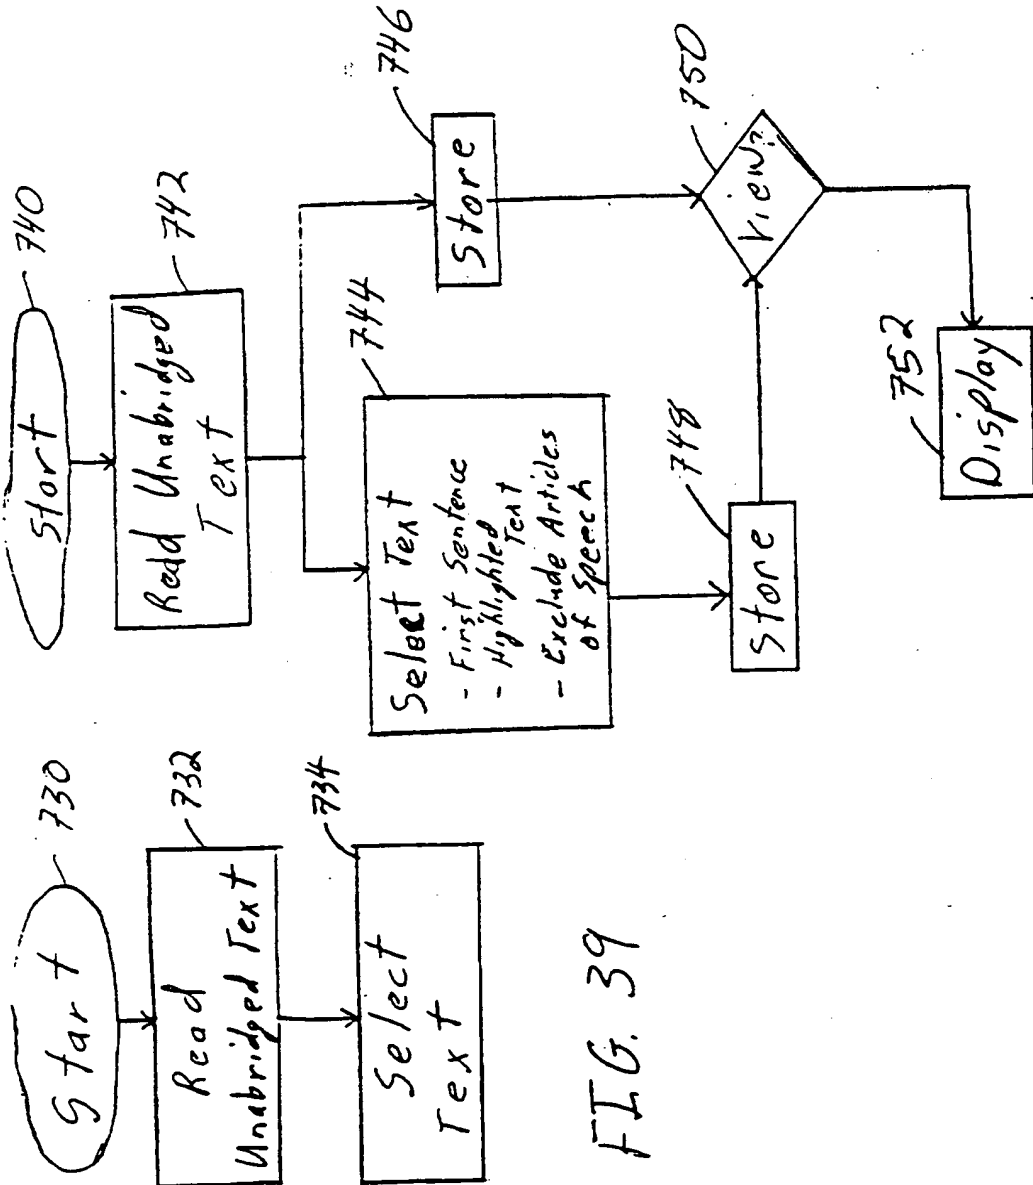 Start
730
Read
Unabridged Text
732
Select
Text
734
FIG. 39
Start
740
Read Unabridged
Text
742
Select Text
- First Sentence
- Highlighted
Text
- Exclude Articles
of Speech
744
Store
746
Store
748
View?
750
Display
752